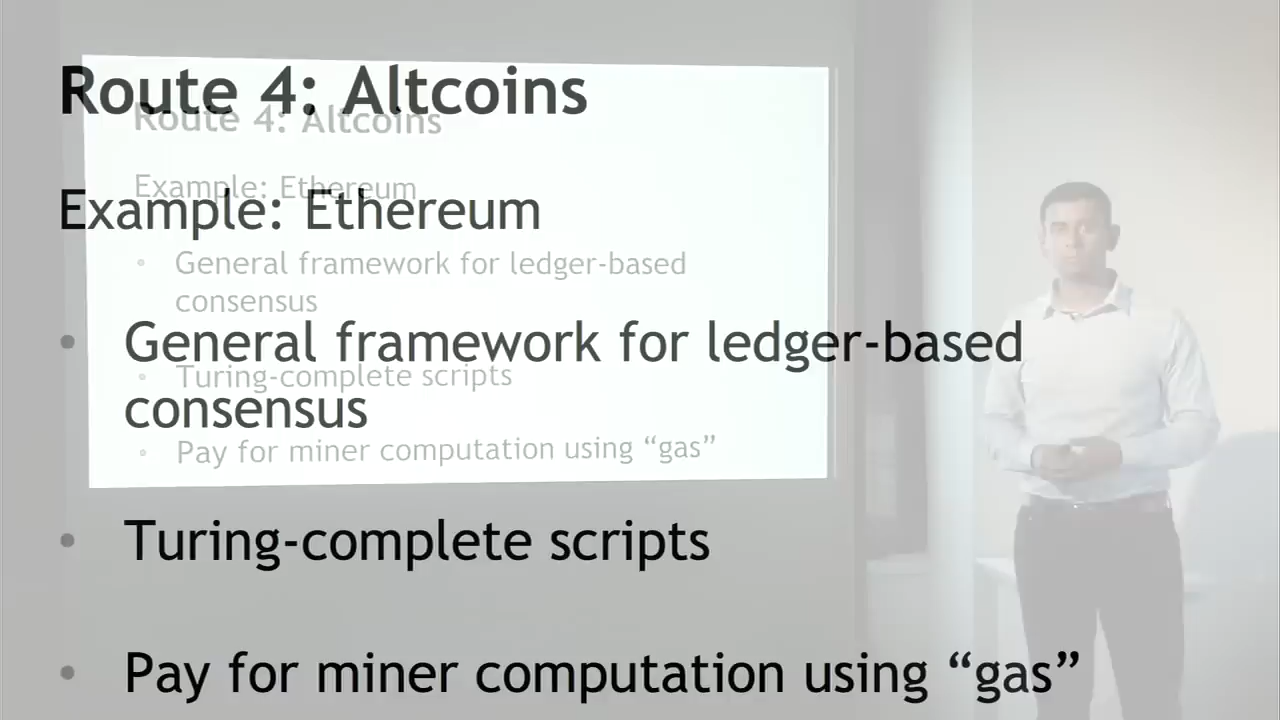 Route 4: Altcoins
Route 4: Altcoins
Example: Ethereum
Example: Ethereum
• General framework for ledger-based
consensus
• General framework for ledger-based
consensus
• Turing-complete scripts
• Pay for miner computation using “gas”
• Turing-complete scripts
• Pay for miner computation using “gas”